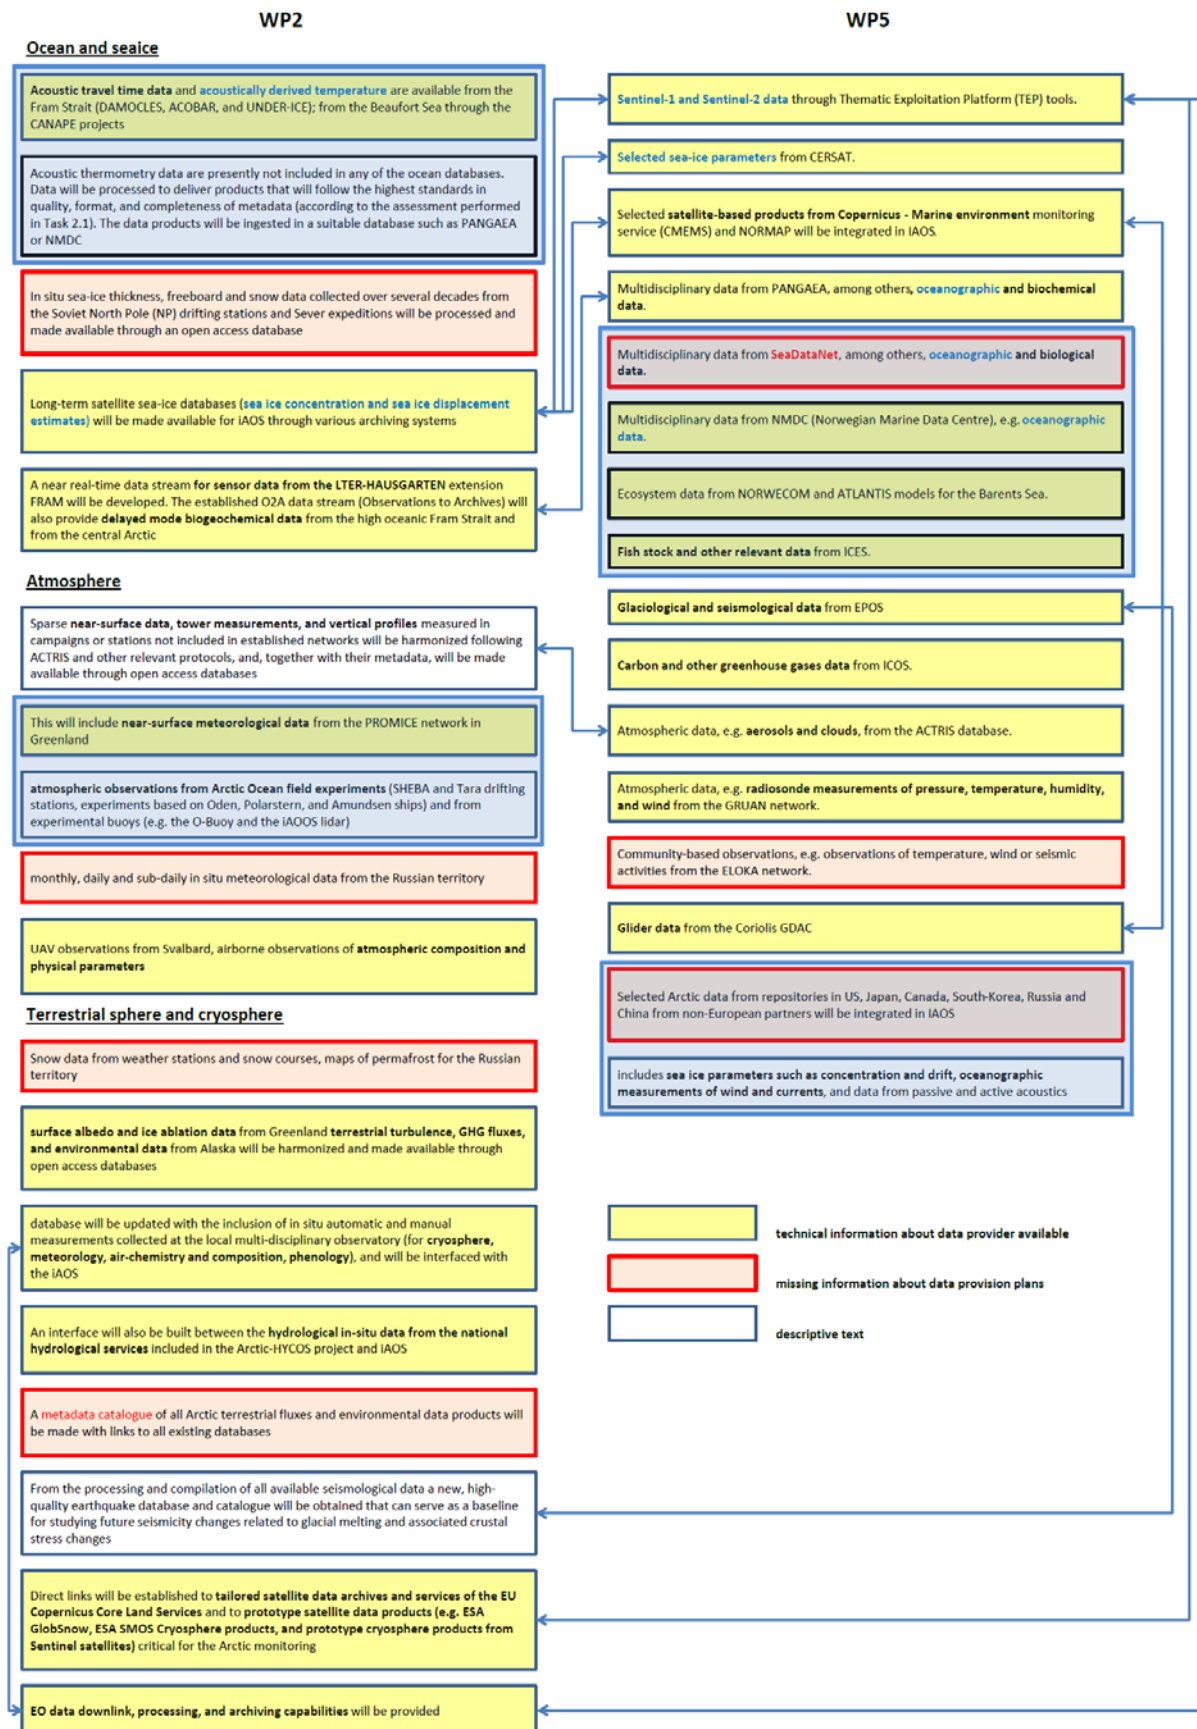 WP2
Ocean and seaice
Acoustic travel time data and acoustically derived temperature are available from the
Fram Strait (DAMOCLES, ACOBAR, and UNDER-ICE); from the Beaufort Sea through the
CANAPE projects
Acoustic thermometry data are presently not included in any of the ocean databases.
Data will be processed to deliver products that will follow the highest standards in
quality, format, and completeness of metadata (according to the assessment performed
in Task 2.1). The data products will be ingested in a suitable database such as PANGAEA
or NMDC
In situ sea-ice thickness, freeboard and snow data collected over several decades from
the Soviet North Pole (NP) drifting stations and Sever expeditions will be processed and
made available through an open access database
Long-term satellite sea-ice databases (sea ice concentration and sea ice displacement
estimates) will be made available for iAOS through various archiving systems
A near real-time data stream for sensor data from the LTER-HAUSGARTEN extension
FRAM will be developed. The established O2A data stream (Observations to Archives) will
also provide delayed mode biogeochemical data from the high oceanic Fram Strait and
from the central Arctic
Atmosphere
Sparse near-surface data, tower measurements, and vertical profiles measured in
campaigns or stations not included in established networks will be harmonized following
ACTRIS and other relevant protocols, and, together with their metadata, will be made
available through open access databases
This will include near-surface meteorological data from the PROMICE network in
Greenland
atmospheric observations from Arctic Ocean field experiments (SHEBA and Tara drifting
stations, experiments based on Oden, Polarstern, and Amundsen ships) and from
experimental buoys (e.g. the O-Buoy and the iAOOS lidar)
monthly, daily and sub-daily in situ meteorological data from the Russian territory
UAV observations from Svalbard, airborne observations of atmospheric composition and
physical parameters
Terrestrial sphere and cryosphere
Snow data from weather stations and snow courses, maps of permafrost for the Russian
territory
surface albedo and ice ablation data from Greenland terrestrial turbulence, GHG fluxes,
and environmental data from Alaska will be harmonized and made available through
open access databases
database will be updated with the inclusion of in situ automatic and manual
measurements collected at the local multi-disciplinary observatory (for cryosphere,
meteorology, air-chemistry and composition, phenology), and will be interfaced with
the iAOS
An interface will also be built between the hydrological in-situ data from the national
hydrological services included in the Arctic-HYCOS project and iAOS
A metadata catalogue of all Arctic terrestrial fluxes and environmental data products will
be made with links to all existing databases
From the processing and compilation of all available seismological data a new, high-
quality earthquake database and catalogue will be obtained that can serve as a baseline
for studying future seismicity changes related to glacial melting and associated crustal
stress changes
Direct links will be established to tailored satellite data archives and services of the EU
Copernicus Core Land Services and to prototype satellite data products (e.g. ESA
GlobSnow, ESA SMOS Cryosphere products, and prototype cryosphere products from
Sentinel satellites) critical for the Arctic monitoring
EO data downlink, processing, and archiving capabilities will be provided
WP5
Sentinel-1 and Sentinel-2 data through Thematic Exploitation Platform (TEP) tools.
Selected sea-ice parameters from CERSAT.
Selected satellite-based products from Copernicus - Marine environment monitoring
service (CMEMS) and NORMAP will be integrated in IAOS.
Multidisciplinary data from PANGAEA, among others, oceanographic and biochemical
data.
Multidisciplinary data from SeaDataNet, among others, oceanographic and biological
data.
Multidisciplinary data from NMDC (Norwegian Marine Data Centre), e.g. oceanographic
data.
Ecosystem data from NORWECOM and ATLANTIS models for the Barents Sea.
Fish stock and other relevant data from ICES.
Glaciological and seismological data from EPOS
Carbon and other greenhouse gases data from ICOS.
Atmospheric data, e.g. aerosols and clouds, from the ACTRIS database.
Atmospheric data, e.g. radiosonde measurements of pressure, temperature, humidity,
and wind from the GRUAN network.
Community-based observations, e.g. observations of temperature, wind or seismic
activities from the ELOKA network.
Glider data from the Coriolis GDAC
Selected Arctic data from repositories in US, Japan, Canada, South-Korea, Russia and
China from non-European partners will be integrated in IAOS
includes sea ice parameters such as concentration and drift, oceanographic
measurements of wind and currents, and data from passive and active acoustics
technical information about data provider available
missing information about data provision plans
descriptive text